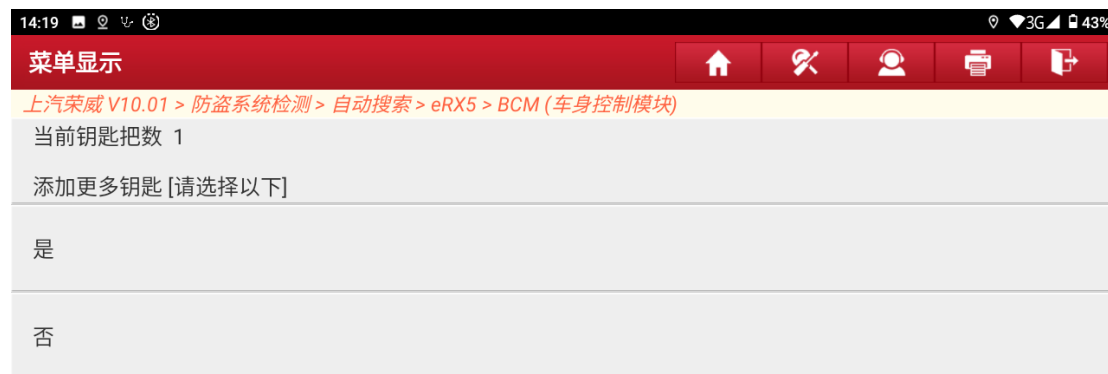 14:19 3G 43%
菜单显示
上汽荣威 V10.01 > 防盗系统检测 > 自动搜索 > eRX5 > BCM (车身控制模块)
当前钥匙把数 1
添加更多钥匙 [请选择以下]
是
否